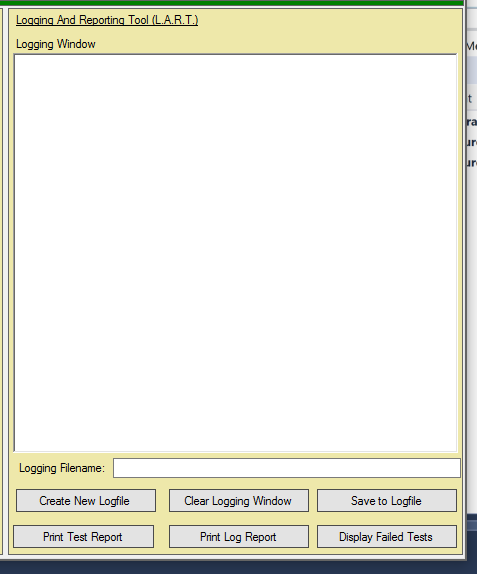 Logging And Reporting Tool (L.A.R.T.)
Logging Window
Logging Filename:
Create New Logfile
Clear Logging Window
Save to Logfile
Print Test Report
Print Log Report
Display Failed Tests